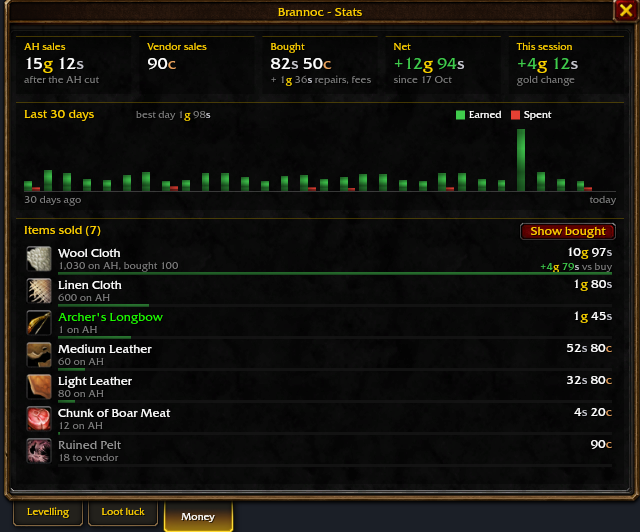 Brannoc - Stats
AH sales
15g 12s
after the AH cut
Vendor sales
90c
Bought
82s 50c
+ 1g 36s repairs, fees
Net
+12g 94s
since 17 Oct
This session
+4g 12s
gold change
Last 30 days
best day 1g 98s
Earned
Spent
30 days ago
today
Items sold (7)
Show bought
Wool Cloth
10g 97s
1,030 on AH, bought 100
+4g 79s vs buy
Linen Cloth
1g 80s
600 on AH
Archer's Longbow
1g 45s
1 on AH
Medium Leather
52s 80c
60 on AH
Light Leather
32s 80c
80 on AH
Chunk of Boar Meat
4s 20c
12 on AH
Ruined Pelt
90c
18 to vendor
Levelling
Loot luck
Money